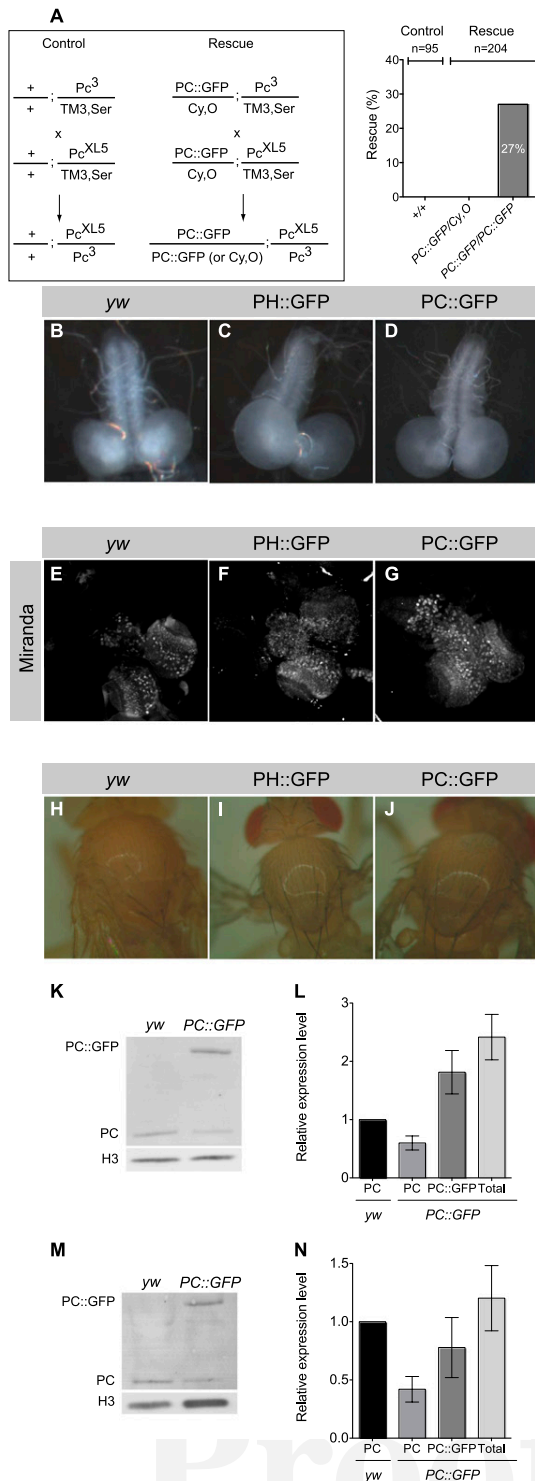 A
Control
Rescue
+ ; Pc3
+ TM3,Ser
x
+ ; PcXL5
+ TM3,Ser
+ ; PcXL5
+ Pc3
PC::GFP ; Pc3
Cy,O TM3,Ser
x
PC::GFP ; PcXL5
Cy,O TM3,Ser
PC::GFP ; PcXL5
PC::GFP (or Cy,O) Pc3
Control
n=95
Rescue
n=204
Rescue (%)
40
30
20
10
0
27%
+/+
PC::GFP/Cy,O
PC::GFP/PC::GFP
yw
PH::GFP
PC::GFP
B
C
D
yw
PH::GFP
PC::GFP
Miranda
E
F
G
yw
PH::GFP
PC::GFP
H
I
J
K
yw
PC::GFP
PC::GFP
PC
H3
L
Relative expression level
3
2
1
0
PC
PC
PC::GFP
Total
yw
PC::GFP
M
yw
PC::GFP
PC::GFP
PC
H3
N
Relative expression level
1.5
1.0
0.5
0.0
PC
PC
PC::GFP
Total
yw
PC::GFP